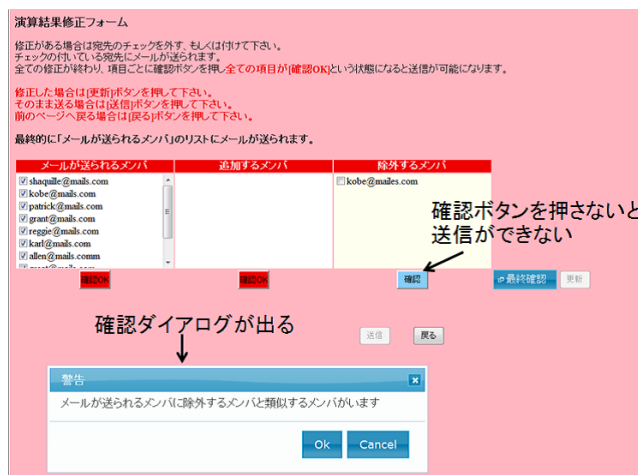 演算結果修正フォーム
修正がある場合は宛先のチェックを外す、もしくは付けて下さい。
チェックの付いている宛先にメールが送られます。
全ての修正が終わり、項目ごとに確認ボタンを押し全ての項目が[確認OK]という状態になると送信が可能になります。
修正した場合は[更新]ボタンを押して下さい。
そのまま送る場合は[送信]ボタンを押して下さい。
前のページへ戻る場合は[戻る]ボタンを押して下さい。
最終的に「メールが送られるメンバ」のリストにメールが送られます。
メールが送られるメンバ 追加するメンバ 除外するメンバ
shaquille@mails.com kobe@mailes.com
kobe@mails.com
patrick@mails.com
grant@mails.com
reggie@mails.com
karl@mails.com
allen@mails.comm
確認ボタンを押さないと
送信ができない
確認OK 確認OK 確認 最終確認 更新
確認ダイアログが出る
送信 戻る
警告
メールが送られるメンバに除外するメンバと類似するメンバがいます
Ok Cancel